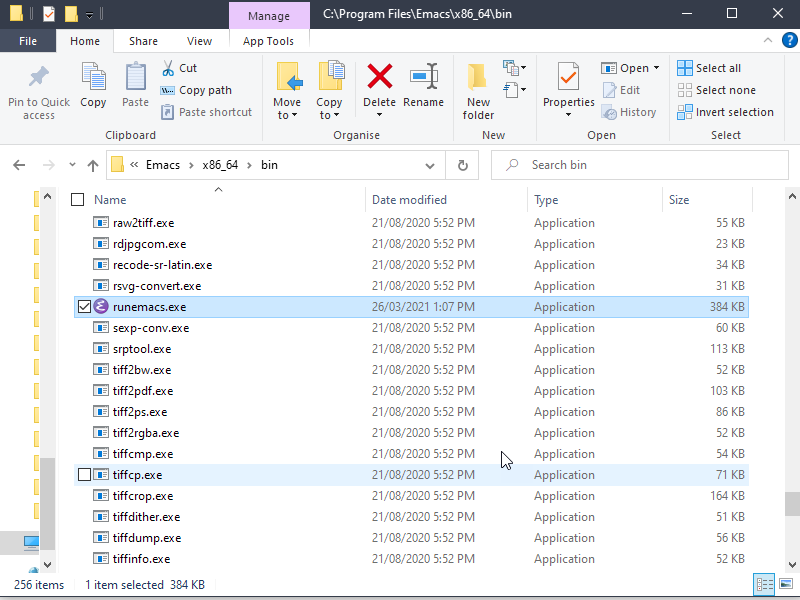 Manage
C:\Program Files\Emacs\x86_64\bin
File Home Share View App Tools
Pin to Quick access
Copy
Paste
Cut
Copy path
Paste shortcut
Move to
Copy to
Delete
Rename
New folder
Properties
Open
Edit
History
Select all
Select none
Invert selection
Clipboard Organise New Open Select
« Emacs › x86_64 › bin
Search bin
Name Date modified Type Size
raw2tiff.exe 21/08/2020 5:52 PM Application 55 KB
rdjpgcom.exe 21/08/2020 5:52 PM Application 23 KB
recode-sr-latin.exe 21/08/2020 5:52 PM Application 34 KB
rsvg-convert.exe 21/08/2020 5:52 PM Application 31 KB
runemacs.exe 26/03/2021 1:07 PM Application 384 KB
sexp-conv.exe 21/08/2020 5:52 PM Application 60 KB
srptool.exe 21/08/2020 5:52 PM Application 113 KB
tiff2bw.exe 21/08/2020 5:52 PM Application 52 KB
tiff2pdf.exe 21/08/2020 5:52 PM Application 103 KB
tiff2ps.exe 21/08/2020 5:52 PM Application 86 KB
tiff2rgba.exe 21/08/2020 5:52 PM Application 52 KB
tiffcmp.exe 21/08/2020 5:52 PM Application 54 KB
tiffcp.exe 21/08/2020 5:52 PM Application 71 KB
tiffcrop.exe 21/08/2020 5:52 PM Application 164 KB
tiffdither.exe 21/08/2020 5:52 PM Application 51 KB
tiffdump.exe 21/08/2020 5:52 PM Application 56 KB
tiffinfo.exe 21/08/2020 5:52 PM Application 52 KB
256 items 1 item selected 384 KB